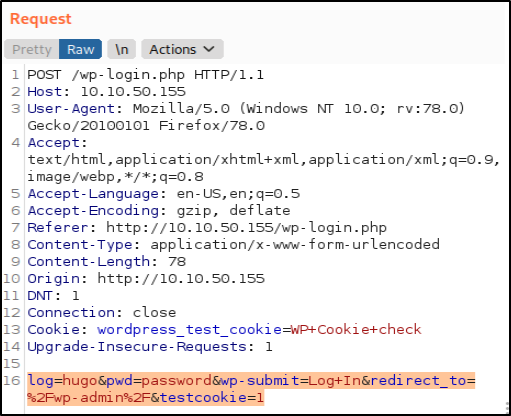 Request
Pretty Raw \n Actions
1 POST /wp-login.php HTTP/1.1
2 Host: 10.10.50.155
3 User-Agent: Mozilla/5.0 (Windows NT 10.0; rv:78.0)
Gecko/20100101 Firefox/78.0
4 Accept:
text/html,application/xhtml+xml,application/xml;q=0.9,
image/webp,*/*;q=0.8
5 Accept-Language: en-US,en;q=0.5
6 Accept-Encoding: gzip, deflate
7 Referer: http://10.10.50.155/wp-login.php
8 Content-Type: application/x-www-form-urlencoded
9 Content-Length: 78
10 Origin: http://10.10.50.155
11 DNT: 1
12 Connection: close
13 Cookie: wordpress_test_cookie=WP+Cookie+check
14 Upgrade-Insecure-Requests: 1
15
16 log=hugo&pwd=password&wp-submit=Log+In&redirect_to=
%2Fwp-admin%2F&testcookie=1